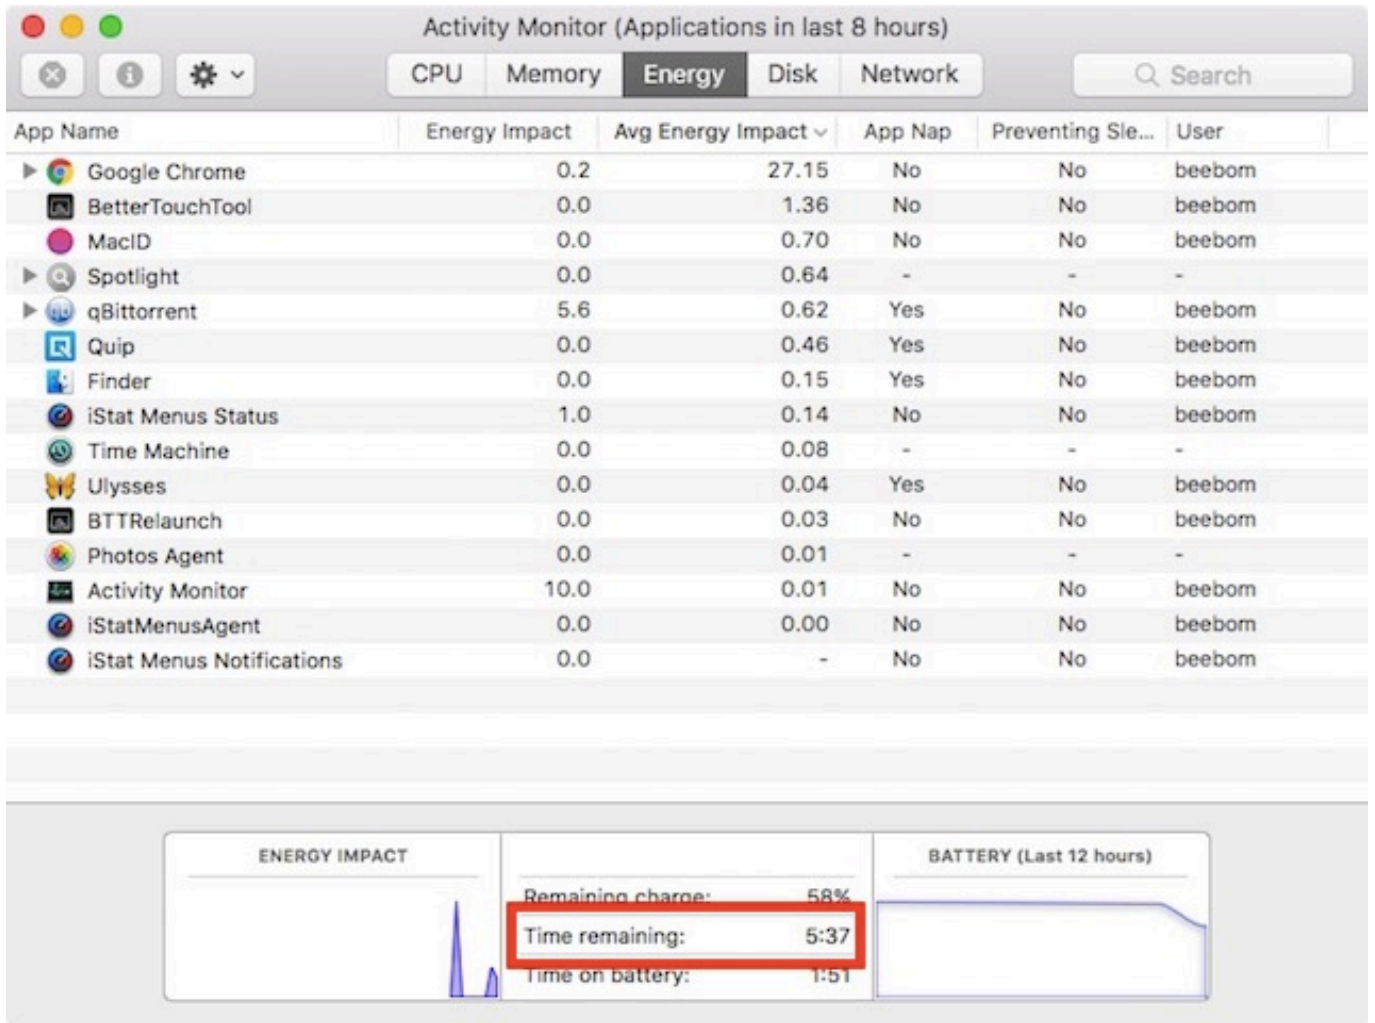 Activity Monitor (Applications in last 8 hours)
CPU Memory Energy Disk Network Search
App Name Energy Impact Avg Energy Impact App Nap Preventing Sle... User
Google Chrome 0.2 27.15 No No beebom
BetterTouchTool 0.0 1.36 No No beebom
MacID 0.0 0.70 No No beebom
Spotlight 0.0 0.64 - - -
qBittorrent 5.6 0.62 Yes No beebom
Quip 0.0 0.46 Yes No beebom
Finder 0.0 0.15 Yes No beebom
iStat Menus Status 1.0 0.14 No No beebom
Time Machine 0.0 0.08 - - -
Ulysses 0.0 0.04 Yes No beebom
BTTRelaunch 0.0 0.03 No No beebom
Photos Agent 0.0 0.01 - - -
Activity Monitor 10.0 0.01 No No beebom
iStatMenusAgent 0.0 0.00 No No beebom
iStat Menus Notifications 0.0 - No No beebom
ENERGY IMPACT BATTERY (Last 12 hours)
Remaining charge: 58%
Time remaining: 5:37
Time on battery: 1:51